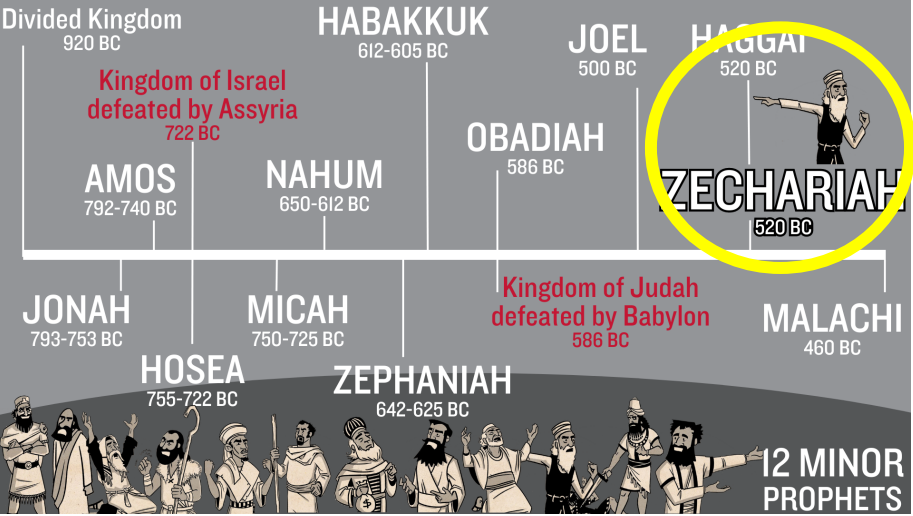 Divided Kingdom
920 BC
HABAKKUK
612-605 BC
JOEL
500 BC
HAGGAI
520 BC
Kingdom of Israel
defeated by Assyria
722 BC
OBADIAH
586 BC
AMOS
792-740 BC
NAHUM
650-612 BC
ZECHARIAH
520 BC
JONAH
793-753 BC
MICAH
750-725 BC
Kingdom of Judah
defeated by Babylon
586 BC
MALACHI
460 BC
HOSEA
755-722 BC
ZEPHANIAH
642-625 BC
12 MINOR
PROPHETS